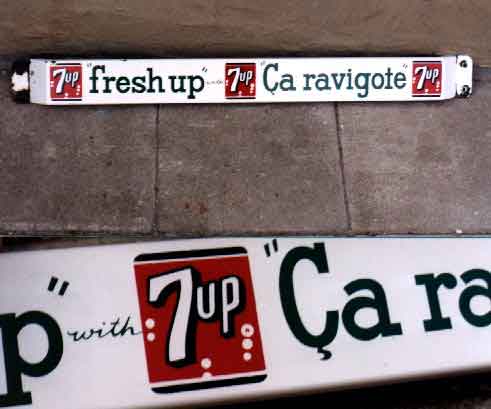 7up "fresh up" with 7up "Ça ravigote" 7up
p" with 7up "Ça ra